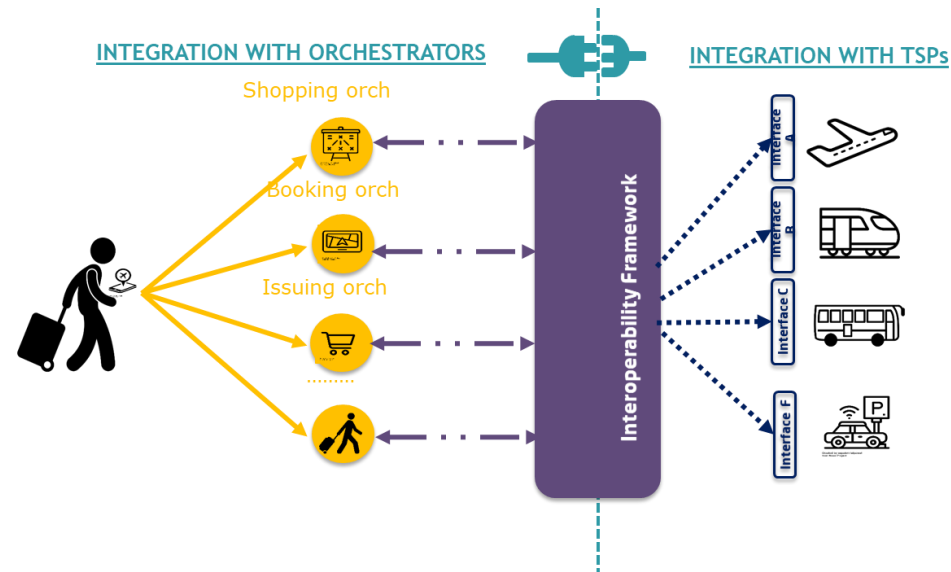 INTEGRATION WITH ORCHESTRATORS
INTEGRATION WITH TSPs
Shopping orch
Booking orch
Issuing orch
..........
Interoperability Framework
Interface
A
Interface
B
Interface C
Interface F
P